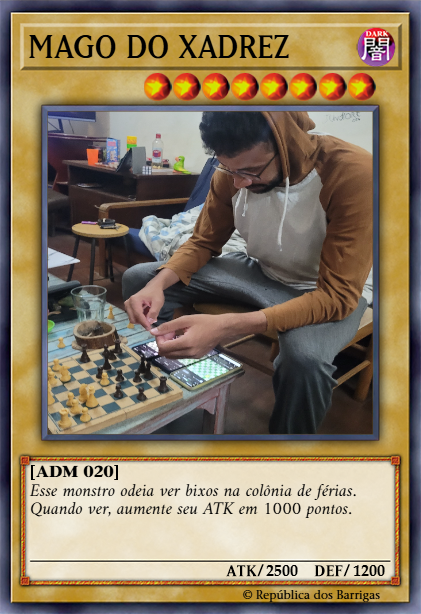 MAGO DO XADREZ
DARK
闇
[ADM 020]
Esse monstro odeia ver bixos na colônia de férias.
Quando ver, aumente seu ATK em 1000 pontos.
ATK/2500 DEF/1200
© República dos Barrigas